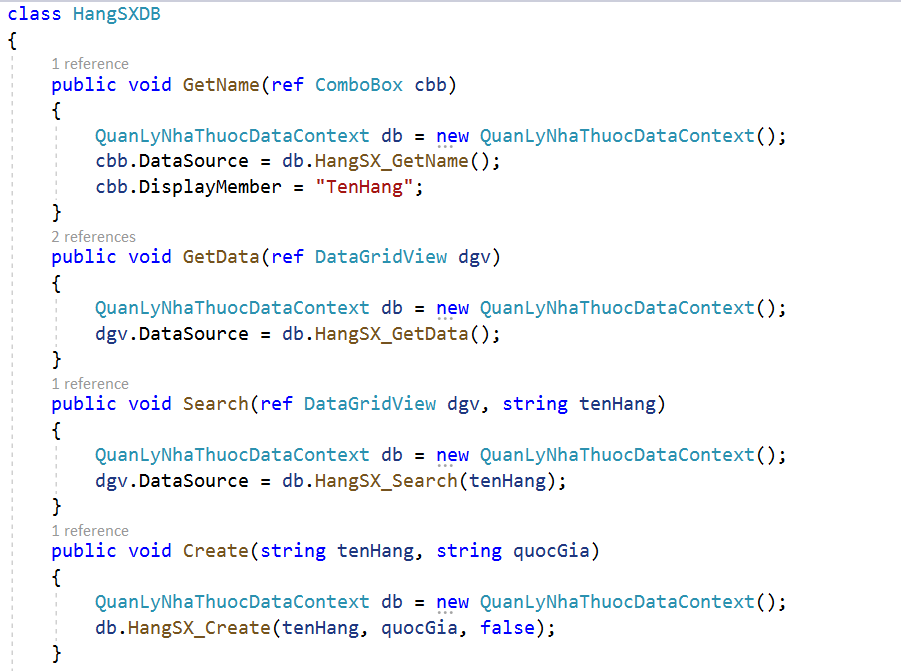 class HangSXDB
{
1 reference
public void GetName(ref ComboBox cbb)
{
QuanLyNhaThuocDataContext db = new QuanLyNhaThuocDataContext();
cbb.DataSource = db.HangSX_GetName();
cbb.DisplayMember = "TenHang";
}
2 references
public void GetData(ref DataGridView dgv)
{
QuanLyNhaThuocDataContext db = new QuanLyNhaThuocDataContext();
dgv.DataSource = db.HangSX_GetData();
}
1 reference
public void Search(ref DataGridView dgv, string tenHang)
{
QuanLyNhaThuocDataContext db = new QuanLyNhaThuocDataContext();
dgv.DataSource = db.HangSX_Search(tenHang);
}
1 reference
public void Create(string tenHang, string quocGia)
{
QuanLyNhaThuocDataContext db = new QuanLyNhaThuocDataContext();
db.HangSX_Create(tenHang, quocGia, false);
}